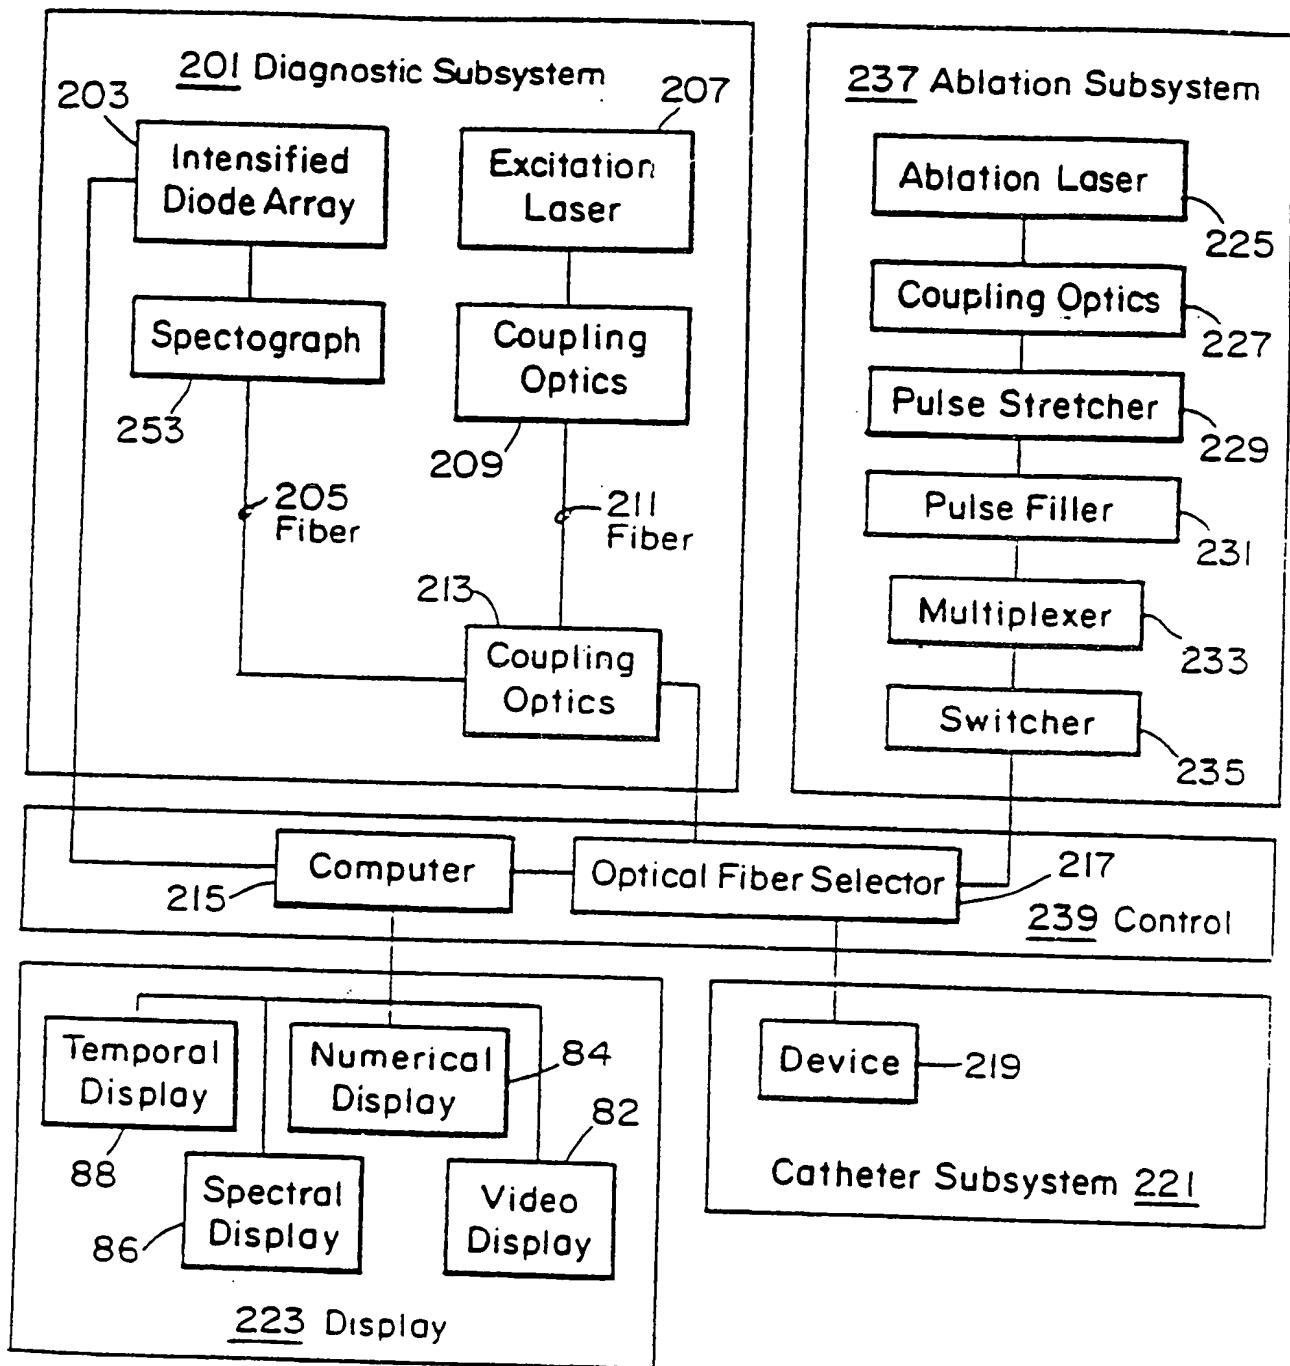 201 Diagnostic Subsystem
203
207
Intensified
Diode Array
Excitation
Laser
Spectograph
253
Coupling
Optics
209
205
Fiber
211
Fiber
213
Coupling
Optics
237 Ablation Subsystem
Ablation Laser
225
Coupling Optics
227
Pulse Stretcher
229
Pulse Filler
231
Multiplexer
233
Switcher
235
Computer
215
Optical Fiber Selector
217
239 Control
Temporal
Display
88
Numerical
Display
84
82
Spectral
Display
86
Video
Display
223 Display
Device
219
Catheter Subsystem 221